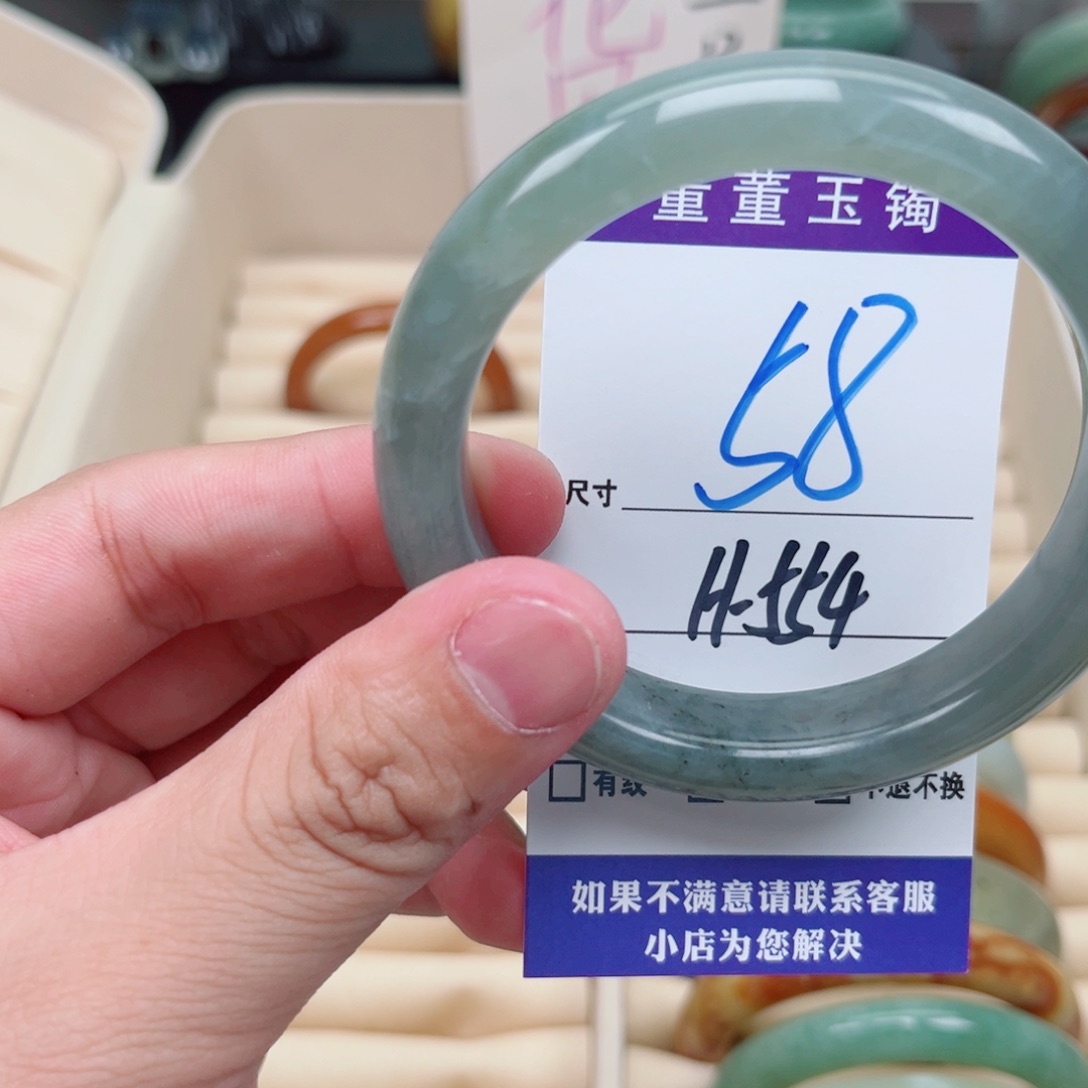 董董玉镯
58
尺寸
H-554
有纹
不退不换
如果不满意请联系客服
小店为您解决